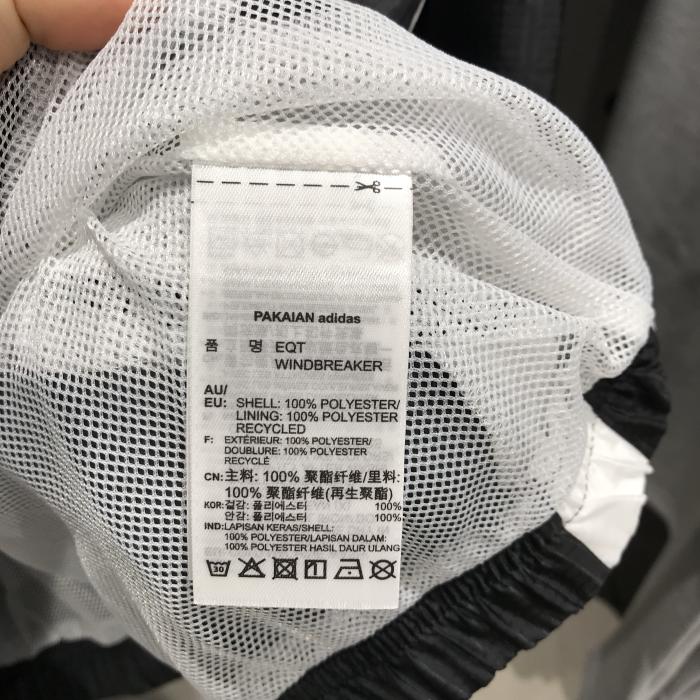 PAKAIAN adidas
품 명 EQT
WINDBREAKER
AU/
EU: SHELL: 100% POLYESTER/
LINING: 100% POLYESTER
RECYCLED
F: EXTÉRIEUR: 100% POLYESTER/
DOUBLURE: 100% POLYESTER
RECYCLÉ
CN: 主料: 100% 聚酯纤维/里料:
100% 聚酯纤维(再生聚酯)
KOR: 겉감: 폴리에스터 100%
안감: 폴리에스터 100%
IND: LAPISAN KERAS/SHELL:
100% POLYESTER/LAPISAN DALAM:
100% POLYESTER HASIL DAUR ULANG
30